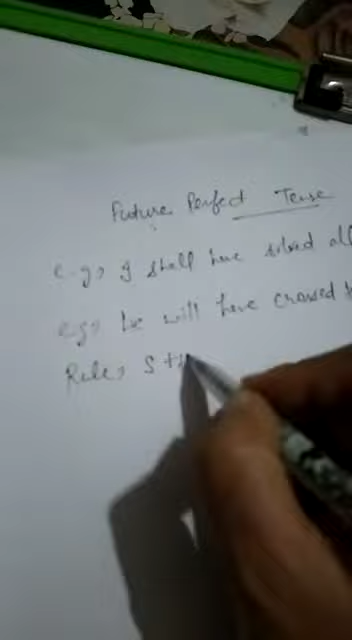 Future Perfect Tense
e.g, I shall have solved all
e.g, he will have crossed
Rule, S +